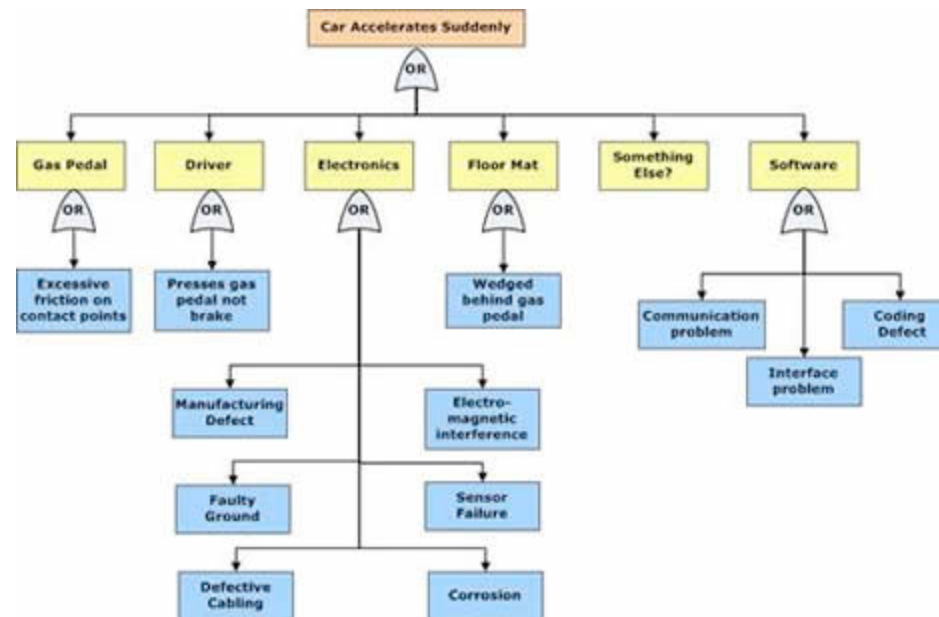 Car Accelerates Suddenly
OR
Gas Pedal
Driver
Electronics
Floor Mat
Something
Else?
Software
OR
OR
OR
OR
OR
Excessive
friction on
contact points
Presses gas
pedal not
brake
Wedged
behind gas
pedal
Communication
problem
Coding
Defect
Interface
problem
Manufacturing
Defect
Electro-
magnetic
interference
Faulty
Ground
Sensor
Failure
Defective
Cabling
Corrosion